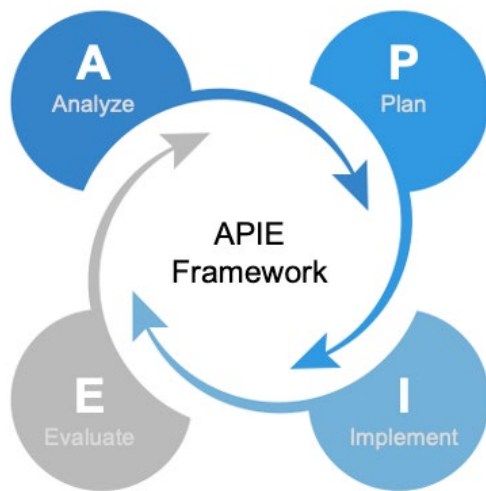 A
Analyze
P
Plan
APIE
Framework
E
Evaluate
I
Implement